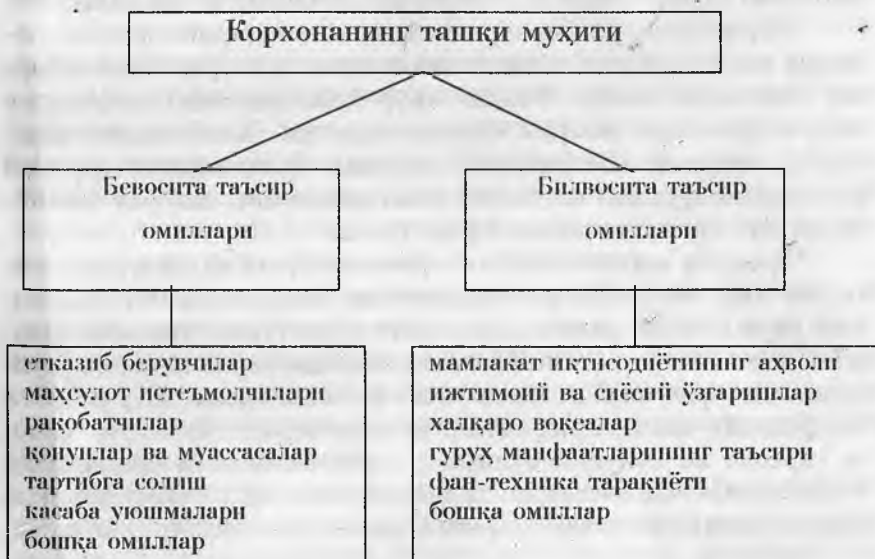 Корхонанинг ташқи муҳити
Бевосита таъсир
омиллари
Билвосита таъсир
омиллари
етказиб берувчилар
маҳсулот истеъмолчилари
рақобатчилар
қонунлар ва муассасалар
тартибга солиш
касаба уюшмалари
бошқа омиллар
мамлакат иқтисодиётининг аҳволи
ижтимоий ва сиёсий ўзгаришлар
халқаро воқеалар
гуруҳ манфаатларининг таъсири
фан-техника тарақиёти
бошқа омиллар